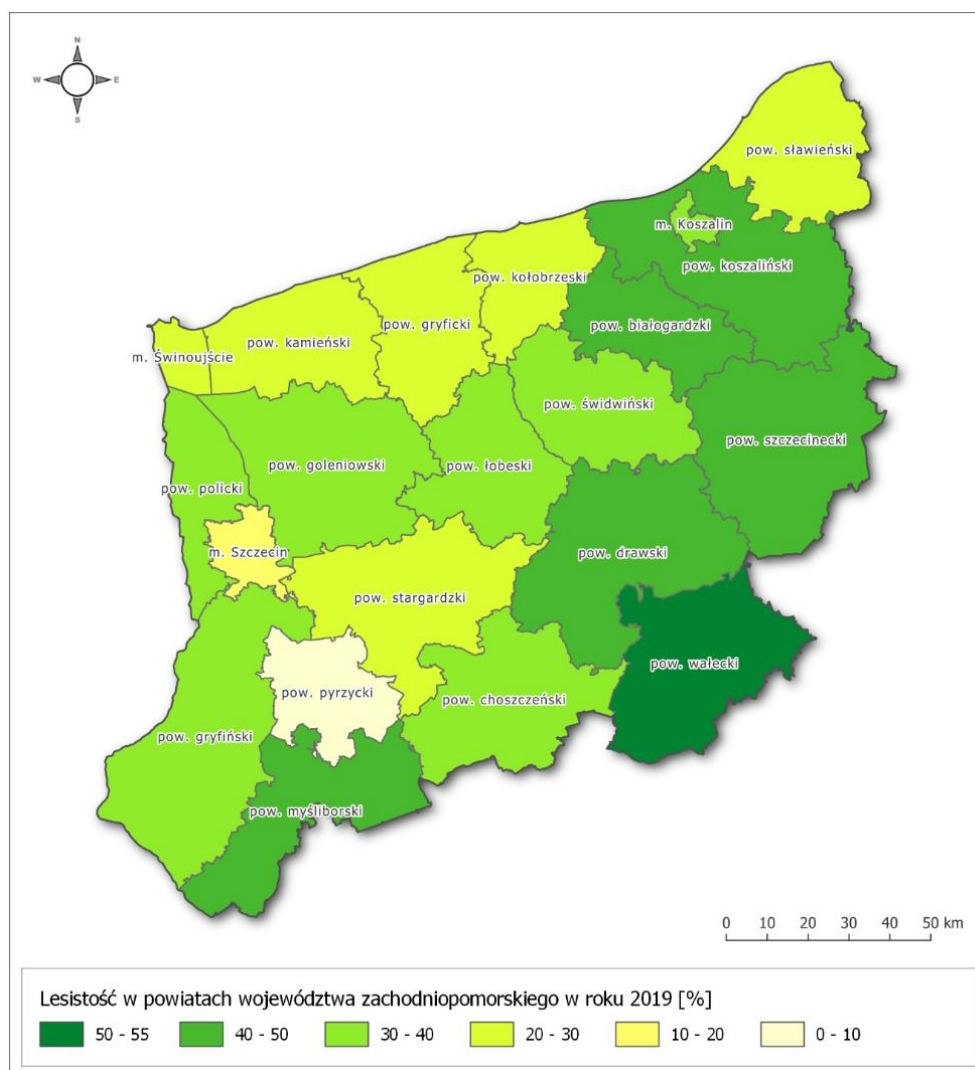 N
W E
S
pow. sławieński
m. Koszalin
pow. koszaliński
pow. kołobrzeski
pow. gryficki
pow. białogardzki
pow. kamieński
m. Świnoujście
pow. świdwiński
pow. szczecinecki
pow. goleniowski
pow. łobeski
pow. policki
m. Szczecin
pow. drawski
pow. stargardzki
pow. wałecki
pow. pyrzycki
pow. choszczeński
pow. gryfiński
pow. myśliborski
0 10 20 30 40 50 km
Lesistość w powiatach województwa zachodniopomorskiego w roku 2019 [%]
50 - 55 40 - 50 30 - 40 20 - 30 10 - 20 0 - 10